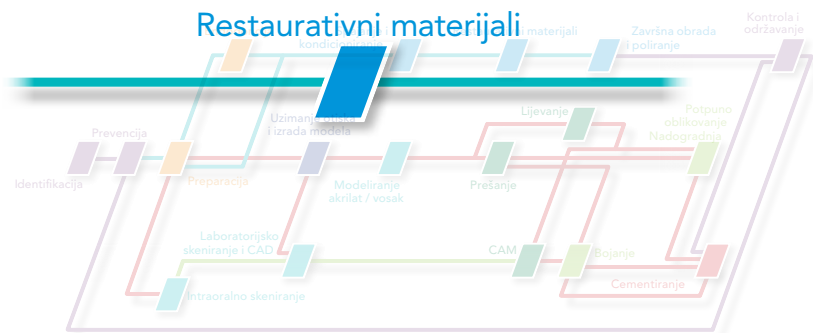 Restaurativni materijali
kondicioniranje
materijali
Završna obrada
i poliranje
Kontrola i
održavanje
Prevencija
Uzimanje otiska
i izrada modela
Lijevanje
Potpuno
oblikovanje
Nadogradnja
Identifikacija
Preparacija
Modeliranje
akrilat / vosak
Prešanje
Laboratorijsko
skeniranje i CAD
CAM
Bojanje
Cementiranje
Intraoralno skeniranje